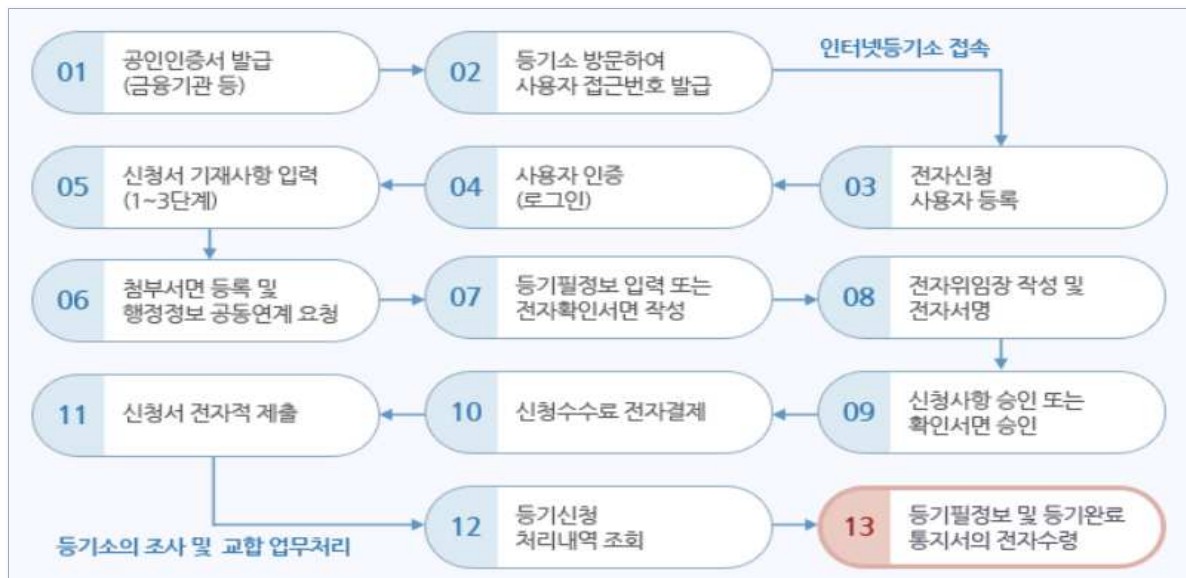 01
공인인증서 발급
(금융기관 등)
02
등기소 방문하여
사용자 접근번호 발급
인터넷등기소 접속
03
전자신청
사용자 등록
04
사용자 인증
(로그인)
05
신청서 기재사항 입력
(1~3단계)
06
첨부서면 등록 및
행정정보 공동연계 요청
07
등기필정보 입력 또는
전자확인서면 작성
08
전자위임장 작성 및
전자서명
09
신청사항 승인 또는
확인서면 승인
10
신청수수료 전자결제
11
신청서 전자적 제출
등기소의 조사 및 교합 업무처리
12
등기신청
처리내역 조회
13
등기필정보 및 등기완료
통지서의 전자수령